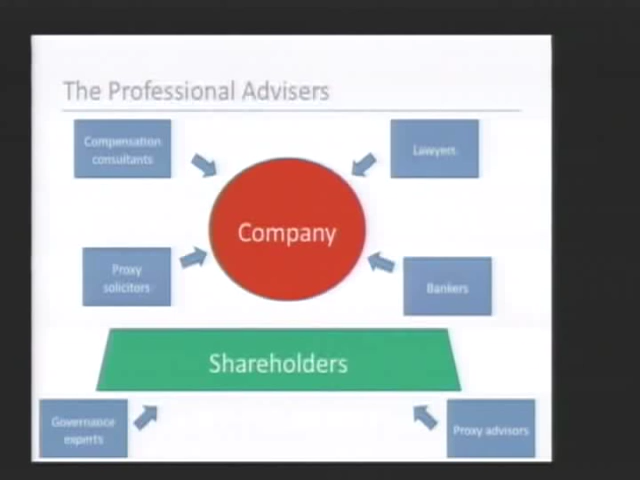 The Professional Advisers
Compensation
consultants
Lawyers
Company
Proxy
solicitors
Bankers
Shareholders
Governance
experts
Proxy advisors